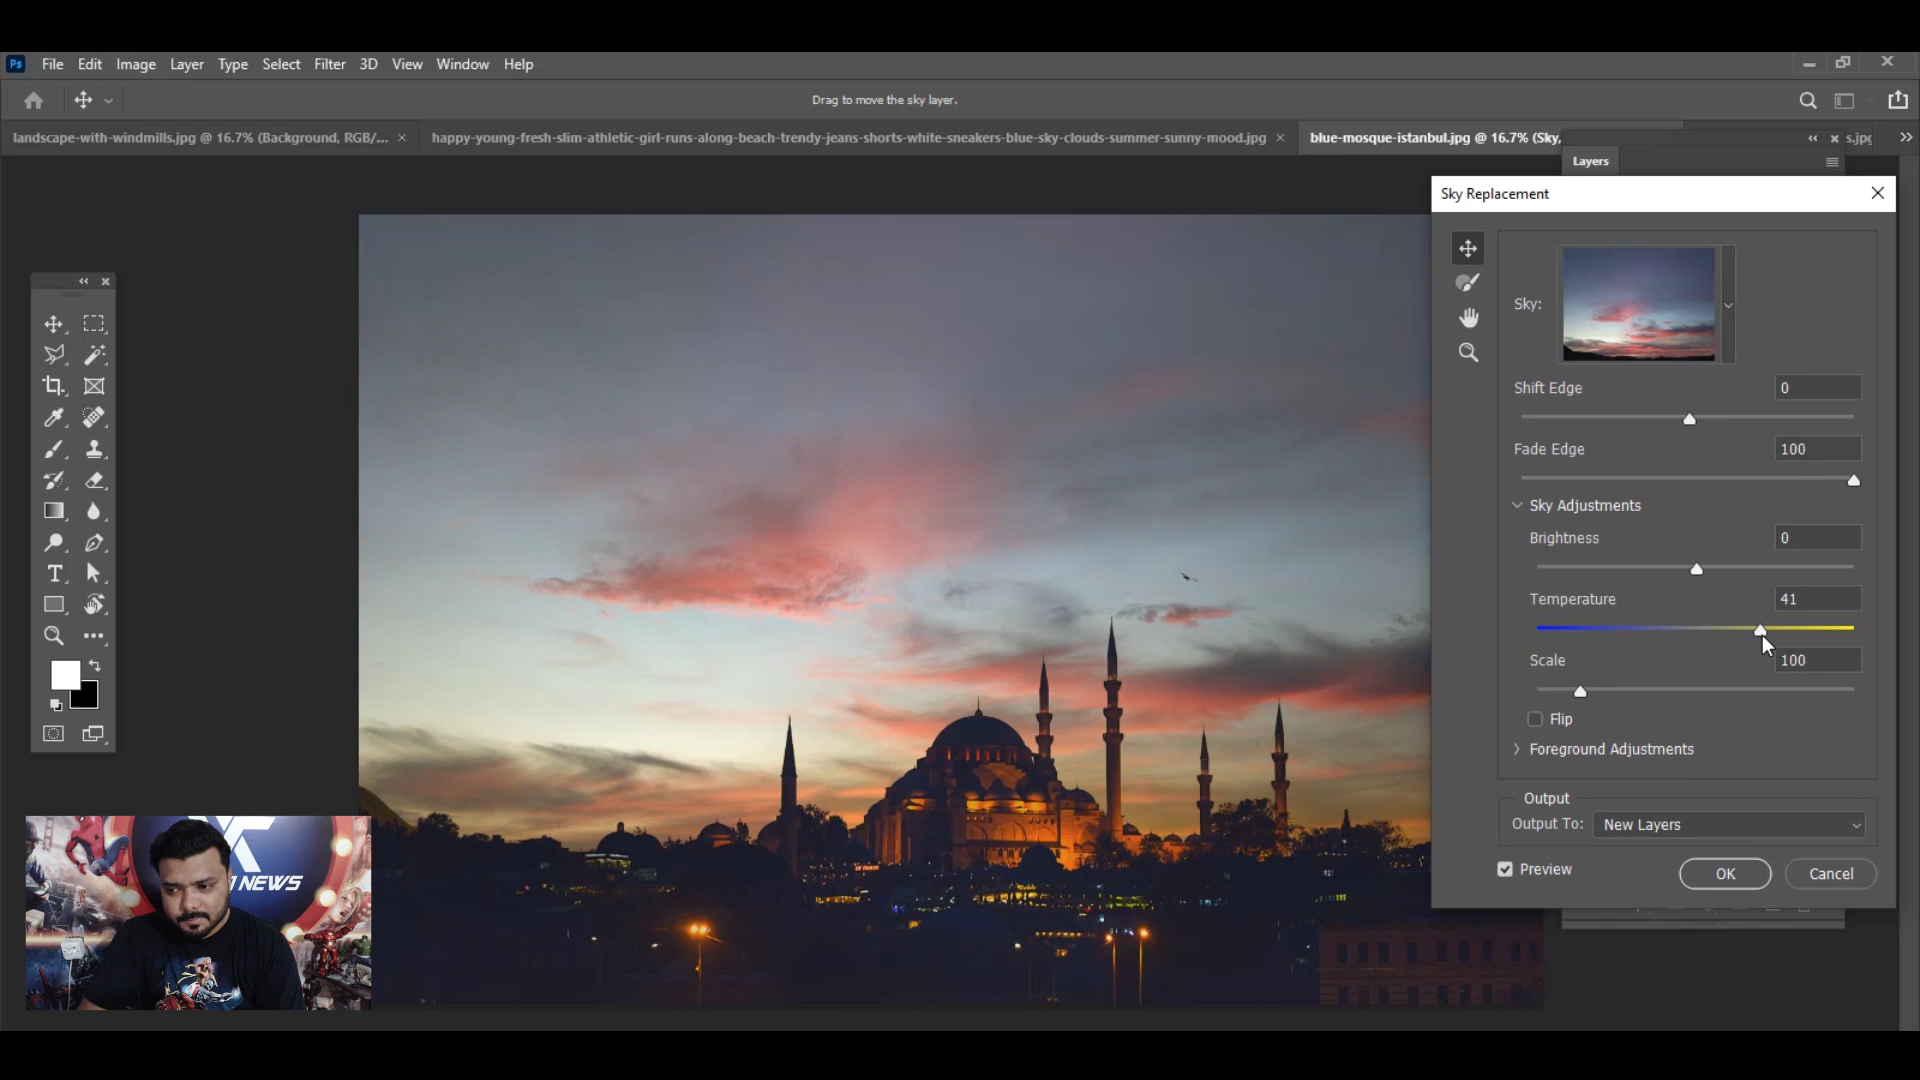 Ps File Edit Image Layer Type Select Filter 3D View Window Help
Drag to move the sky layer.
landscape-with-windmills.jpg @ 16.7% (Background, RGB/... × happy-young-fresh-slim-athletic-girl-runs-along-beach-trendy-jeans-shorts-white-sneakers-blue-sky-clouds-summer-sunny-mood.jpg × blue-mosque-istanbul.jpg @ 16.7% (Sky, s.jpg
Layers
Sky Replacement
Sky:
Shift Edge 0
Fade Edge 100
Sky Adjustments
Brightness 0
Temperature 41
Scale 100
Flip
Foreground Adjustments
Output
Output To: New Layers
Preview OK Cancel
NEWS